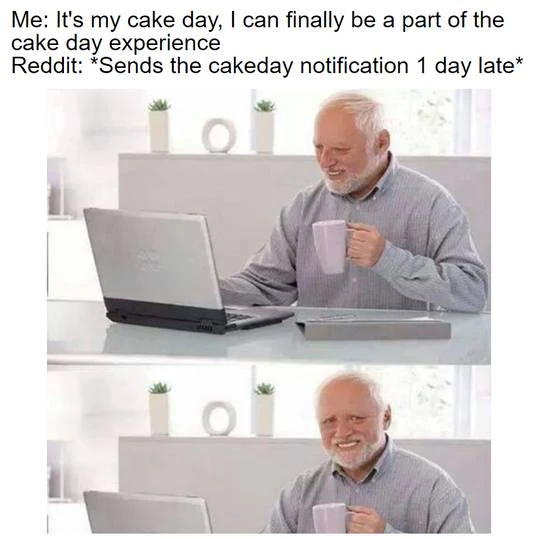 Me: It's my cake day, I can finally be a part of the
cake day experience
Reddit: *Sends the cakeday notification 1 day late*